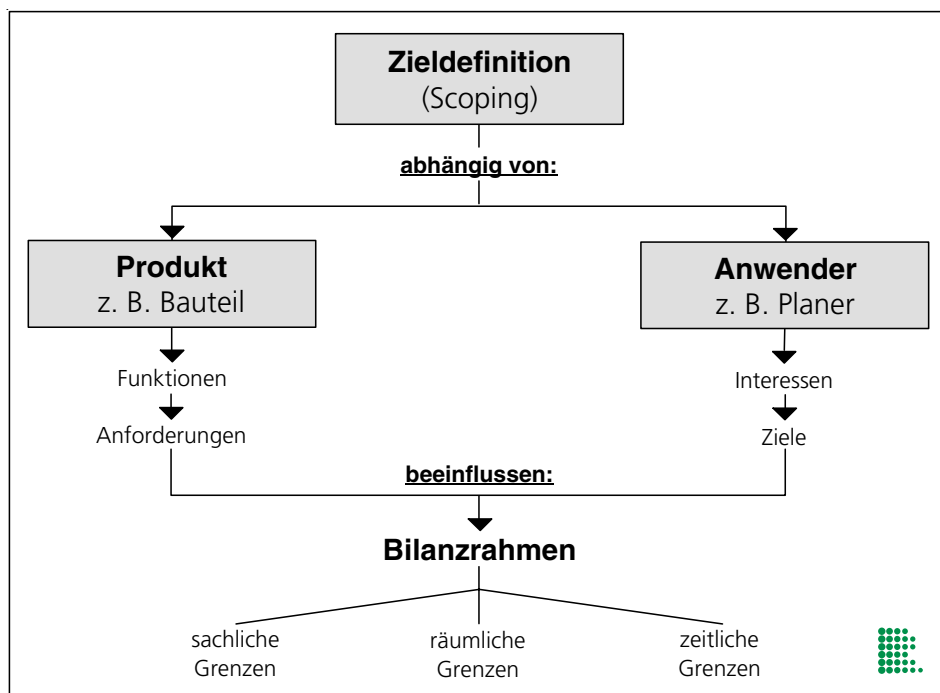 Zieldefinition
(Scoping)
abhängig von:
Produkt
z. B. Bauteil
Anwender
z. B. Planer
Funktionen
Interessen
Anforderungen
Ziele
beeinflussen:
Bilanzrahmen
sachliche
Grenzen
räumliche
Grenzen
zeitliche
Grenzen